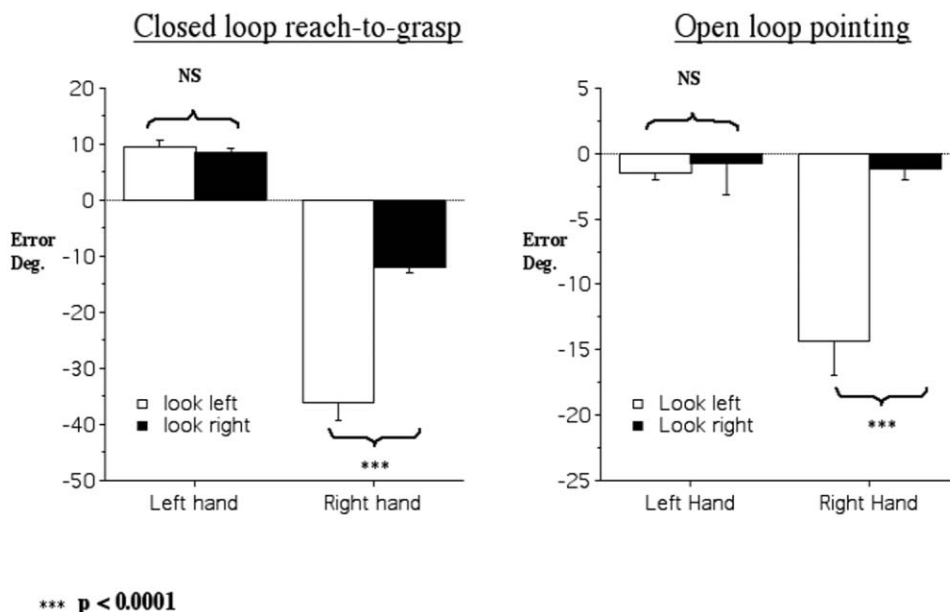 Closed loop reach-to-grasp
NS
20
10
0
Error
Deg.
-10
-20
-30
-40
-50
look left
look right
***
Left hand
Right hand
Open loop pointing
NS
5
0
-5
Error
Deg.
-10
-15
-20
-25
Look left
Look right
***
Left Hand
Right Hand
*** p < 0.0001